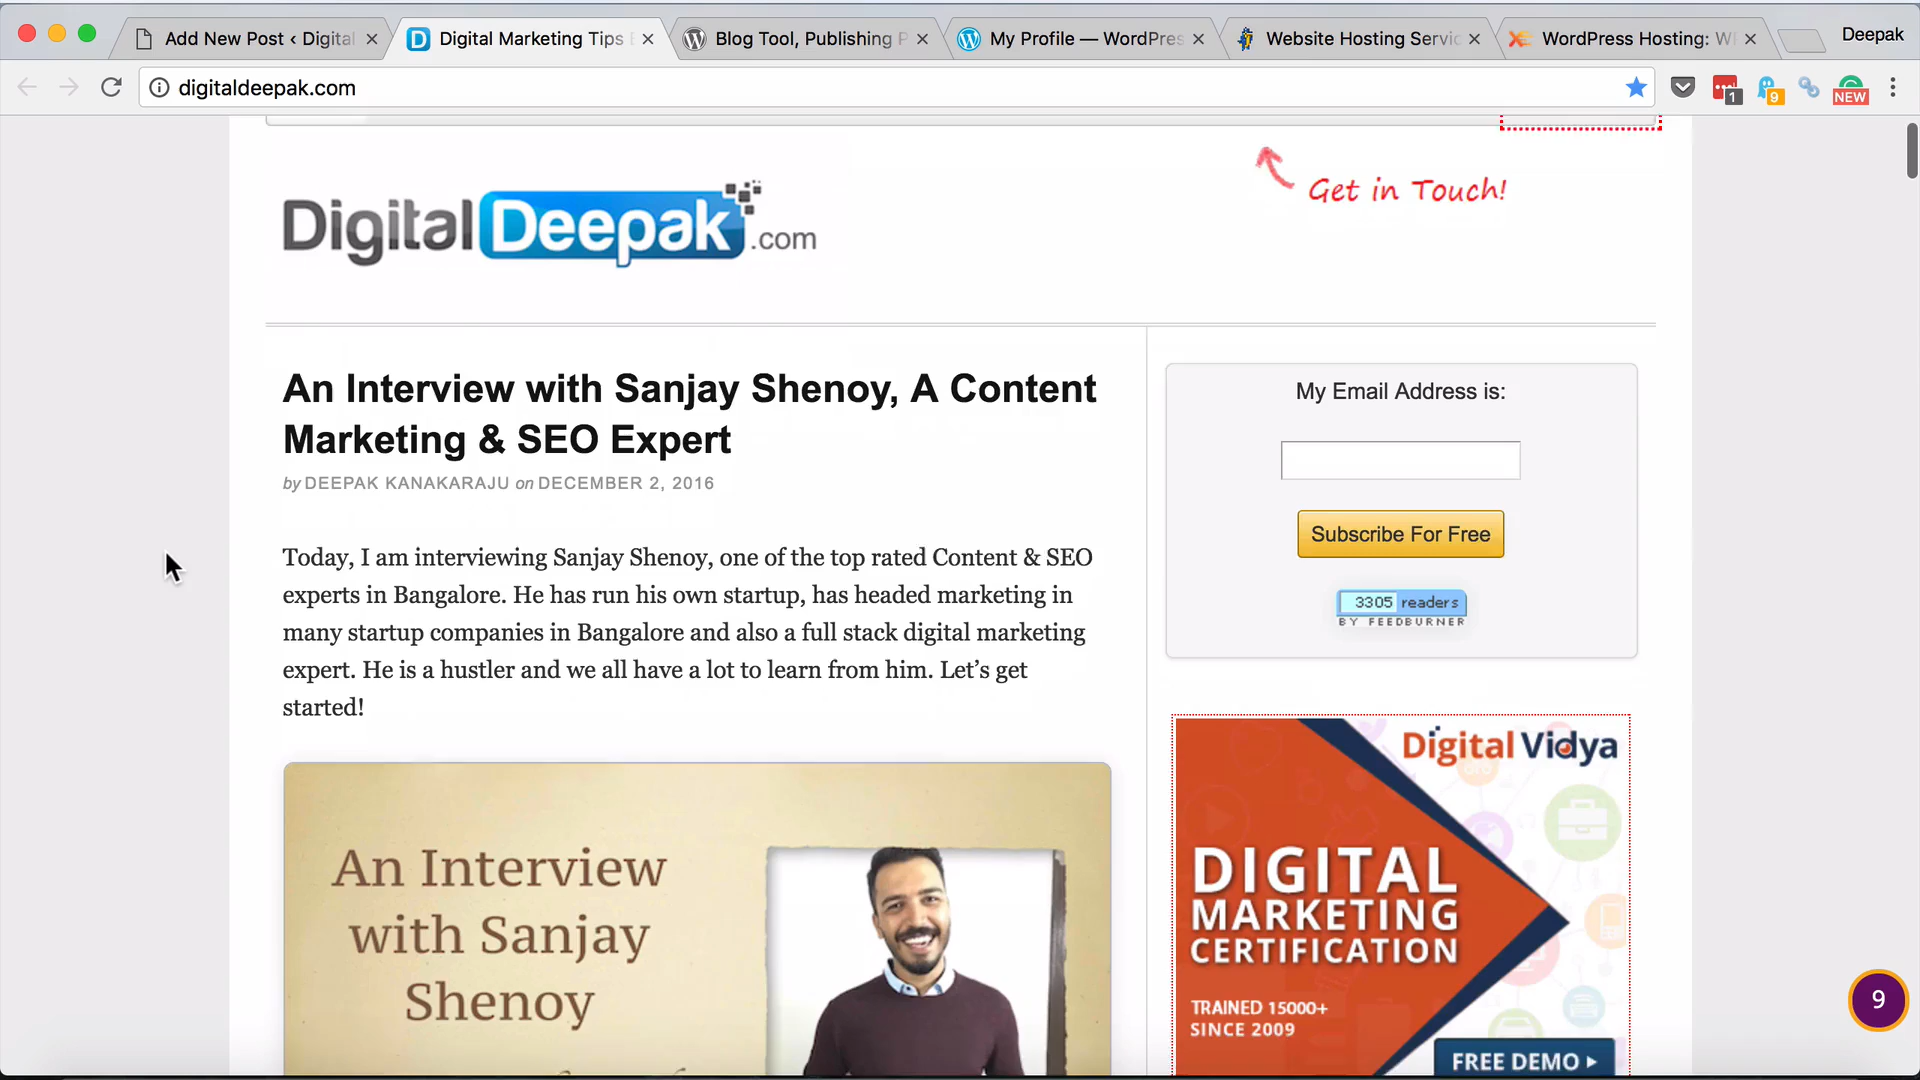 Add New Post ‹ Digital
Digital Marketing Tips
Blog Tool, Publishing P
My Profile — WordPres
Website Hosting Servic
WordPress Hosting: W
Deepak
digitaldeepak.com
1
9
NEW
Get in Touch!
DigitalDeepak.com
An Interview with Sanjay Shenoy, A Content
Marketing & SEO Expert
by DEEPAK KANAKARAJU on DECEMBER 2, 2016
Today, I am interviewing Sanjay Shenoy, one of the top rated Content & SEO
experts in Bangalore. He has run his own startup, has headed marketing in
many startup companies in Bangalore and also a full stack digital marketing
expert. He is a hustler and we all have a lot to learn from him. Let’s get
started!
An Interview
with Sanjay
Shenoy
My Email Address is:
Subscribe For Free
3305 readers
BY FEEDBURNER
Digital Vidya
DIGITAL
MARKETING
CERTIFICATION
TRAINED 15000+
SINCE 2009
FREE DEMO ▸
9